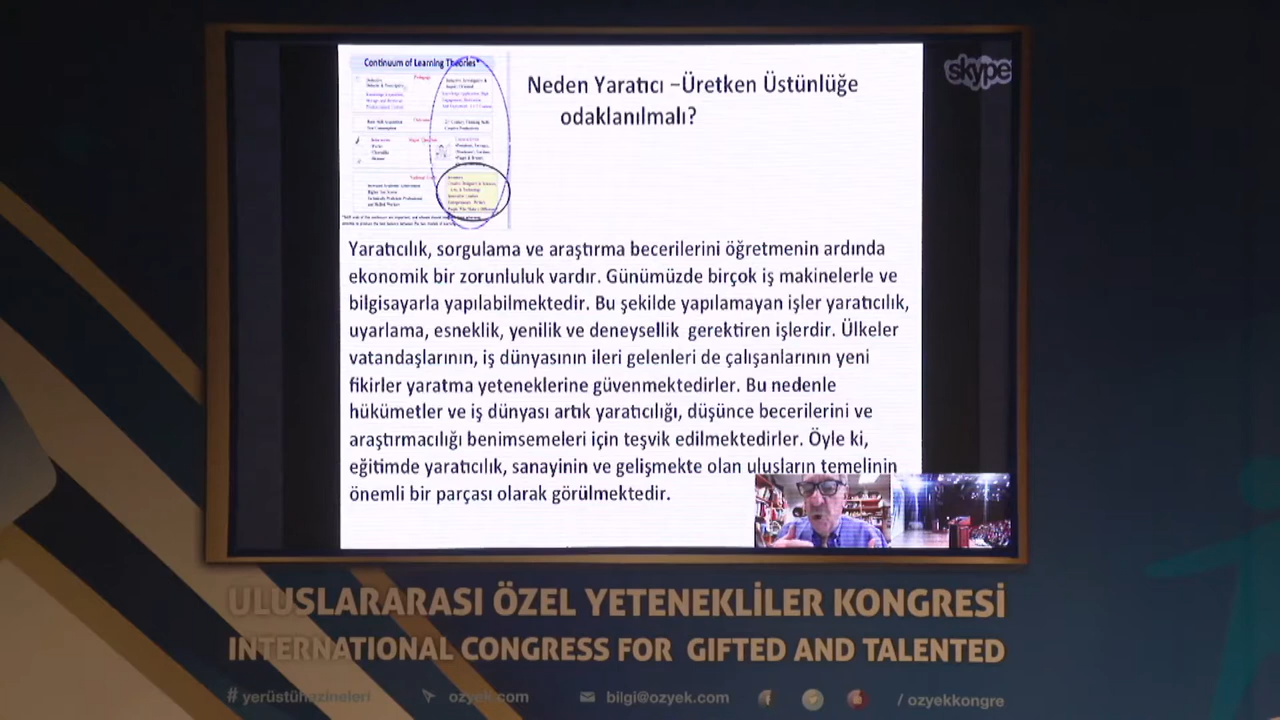 Continuum of Learning Theories*
Neden Yaratıcı –Üretken Üstünlüğe
odaklanılmalı?
skype
Yaratıcılık, sorgulama ve araştırma becerilerini öğretmenin ardında
ekonomik bir zorunluluk vardır. Günümüzde birçok iş makinelerle ve
bilgisayarla yapılabilmektedir. Bu şekilde yapılamayan işler yaratıcılık,
uyarlama, esneklik, yenilik ve deneysellik gerektiren işlerdir. Ülkeler
vatandaşlarının, iş dünyasının ileri gelenleri de çalışanlarının yeni
fikirler yaratma yeteneklerine güvenmektedirler. Bu nedenle
hükümetler ve iş dünyası artık yaratıcılığı, düşünce becerilerini ve
araştırmacılığı benimsemeleri için teşvik edilmektedirler. Öyle ki,
eğitimde yaratıcılık, sanayinin ve gelişmekte olan ulusların temelinin
önemli bir parçası olarak görülmektedir.
ULUSLARARASI ÖZEL YETENEKLİLER KONGRESİ
INTERNATIONAL CONGRESS FOR GIFTED AND TALENTED
# yerüstühazineleri ozyek.com bilgi@ozyek.com / ozyekkongre